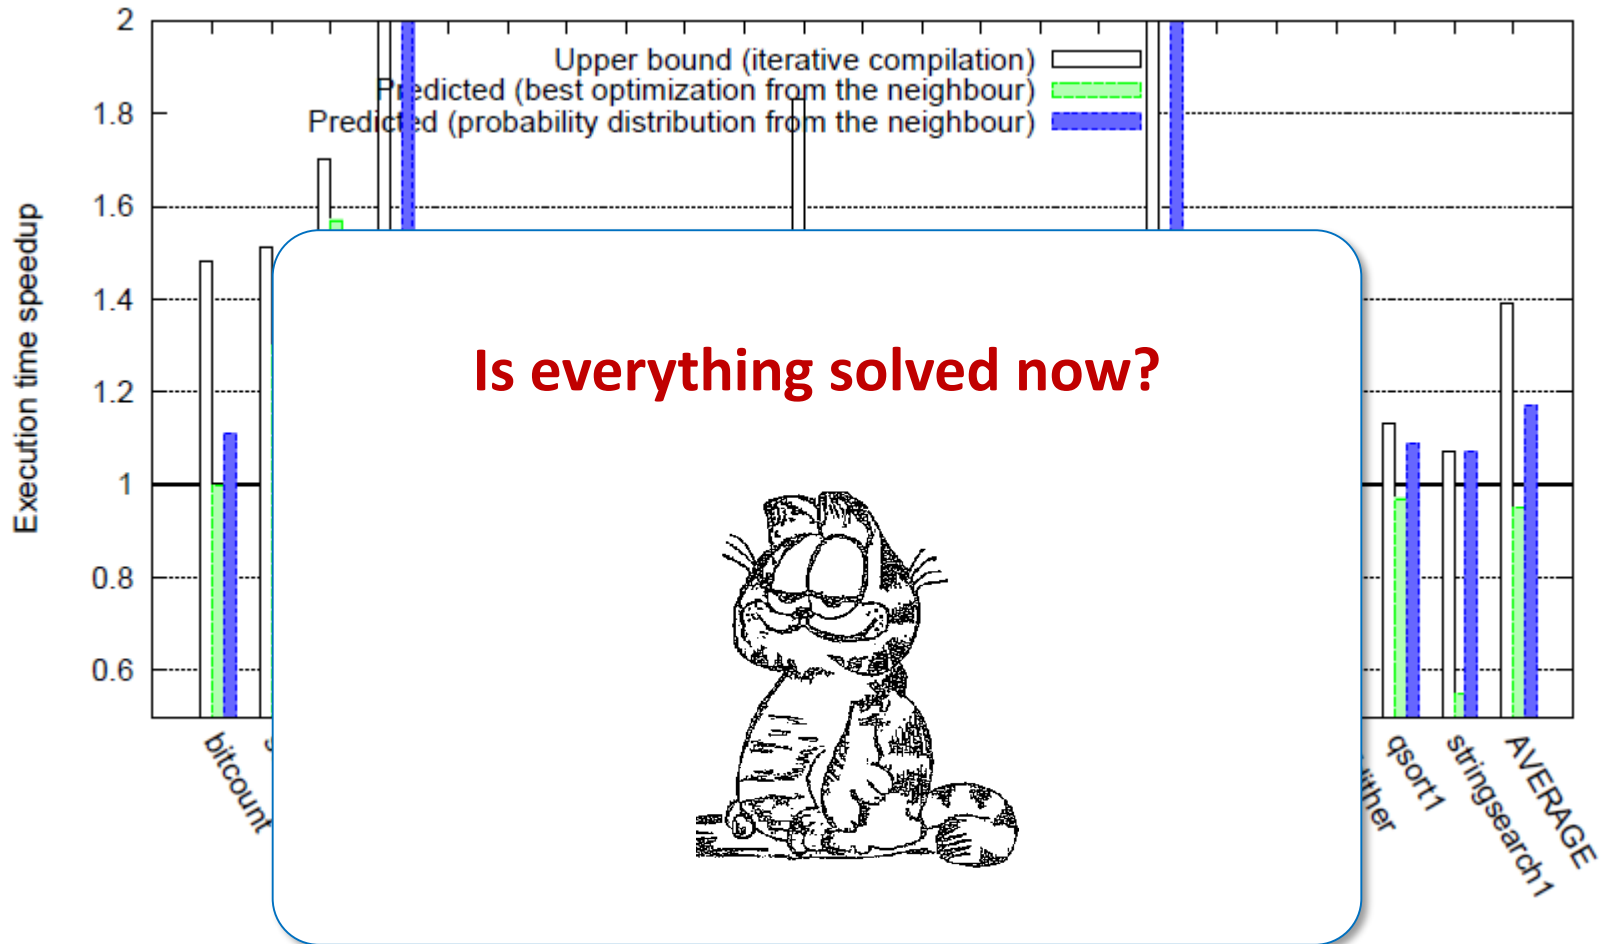 2
1.8
1.6
1.4
1.2
1
0.8
0.6
Execution time speedup
Upper bound (iterative compilation)
Predicted (best optimization from the neighbour)
Predicted (probability distribution from the neighbour)
Is everything solved now?
bitcount
qsort1
stringsearch1
AVERAGE